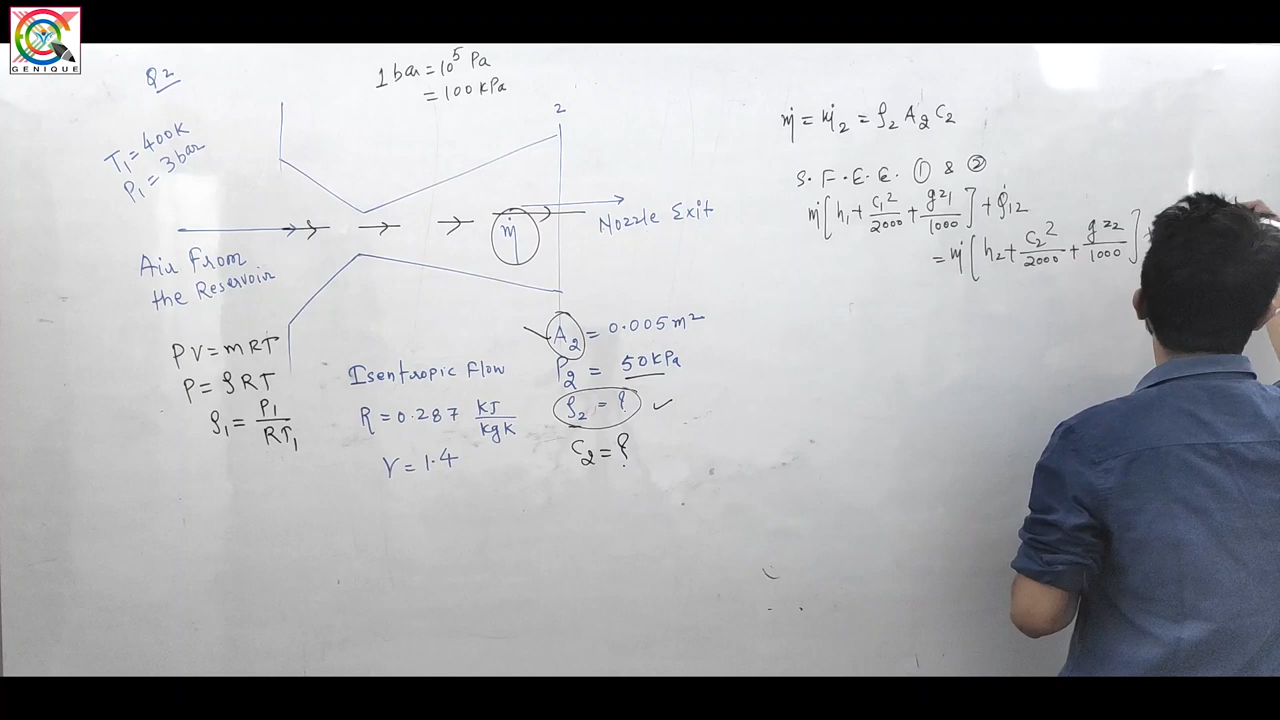 GENIQUE
Q2
1 bar = 10⁵ Pa
= 100 kPa
T₁ = 400K
P₁ = 3 bar
2
ṁ
Nozzle Exit
Air From
the Reservoir
A₂ = 0.005 m²
P₂ = 50 kPa
ρ₂ = ?
C₂ = ?
PV = mRT
P = ρRT
ρ₁ = P₁/RT₁
Isentropic Flow
R = 0.287 KJ/KgK
γ = 1.4
ṁ = ṁ₂ = ρ₂ A₂ C₂
S.F.E.E. ① & ②
ṁ[h₁ + C₁²/2000 + gz₁/1000] + Q̇₁₂
= ṁ[h₂ + C₂²/2000 + gz₂/1000]